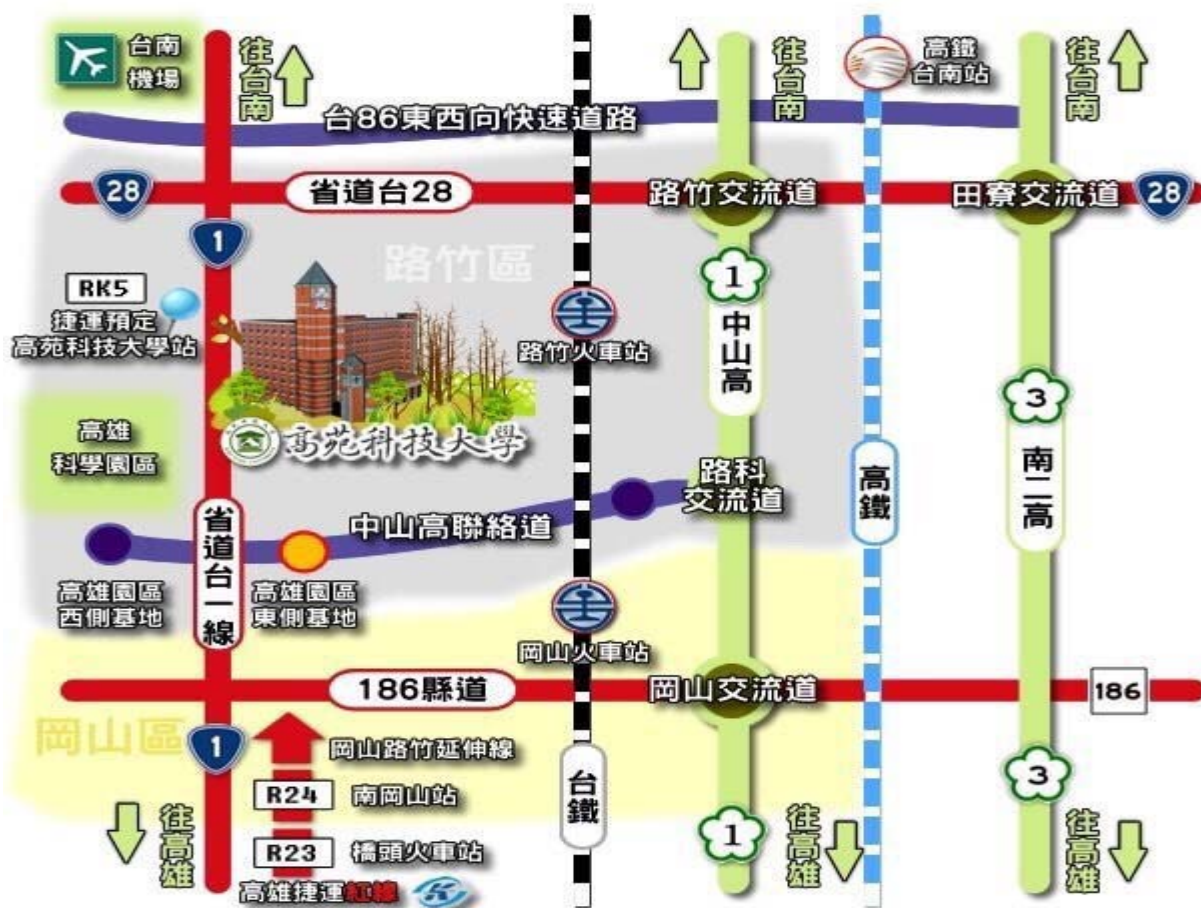 台南
機場
往台南
往台南
高鐵
台南站
往台南
台86東西向快速道路
28
省道台28
路竹交流道
田寮交流道
28
1
路竹區
RK5
捷運預定
高苑科技大學站
路竹火車站
1
中山高
3
南二高
高苑科技大學
高雄
科學園區
路科
交流道
高鐵
中山高聯絡道
省道台一線
高雄園區
西側基地
高雄園區
東側基地
岡山火車站
186縣道
岡山交流道
186
岡山區
1
岡山路竹延伸線
R24
南岡山站
台鐵
3
R23
橋頭火車站
1
往高雄
往高雄
往高雄
高雄捷運紅線